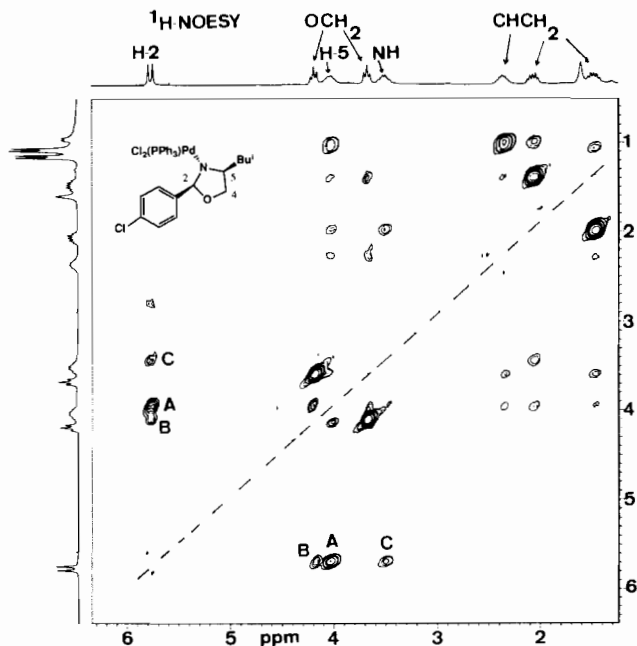 ¹H-NOESY
OCH₂
CHCH₂
H-2
H-5
NH
Cl₂(PPh₃)Pd
Buⁱ
N
2
5
O
4
Cl
C
A
B
B
A
C
1
2
3
4
5
6
6
5
4
3
2
ppm